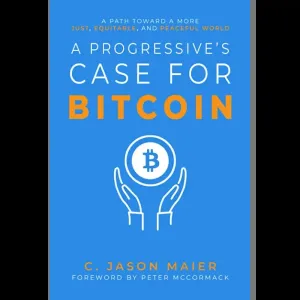 A PATH TOWARD A MORE
JUST, EQUITABLE, AND PEACEFUL WORLD
A PROGRESSIVE'S
CASE FOR
BITCOIN
B
C. JASON MAIER
FOREWORD BY PETER MCCORMACK